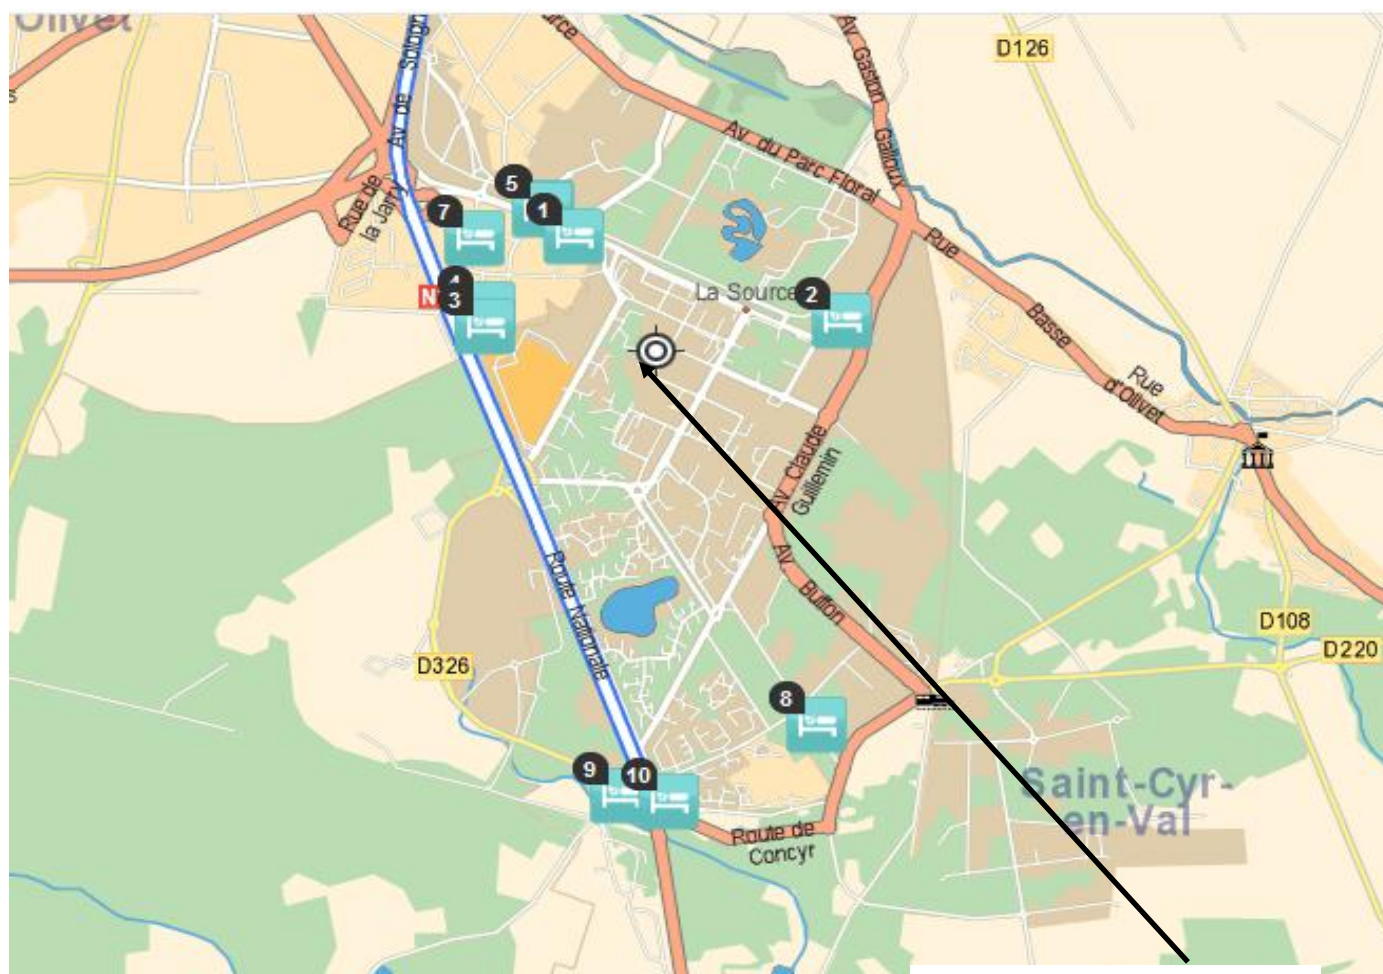 Olivet
D126
Av. de
Av. Gaston
Galloux
Av. du Parc Floral
Rue de
la Jarry
5
1
7
4
3
N
La Source
2
Rue
Basse
d'Olivet
Rue
Av. Claude
Guillemin
Av.
Buffon
Route Nationale
D108
D220
D326
8
9
10
Saint-Cyr-
en-Val
Route de
Concyr